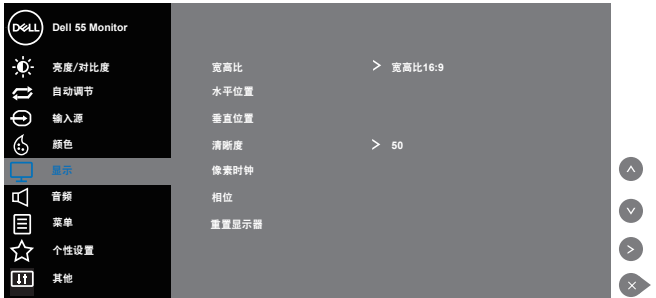 DELL Dell 55 Monitor
亮度/对比度
自动调节
输入源
颜色
显示
音频
菜单
个性设置
其他
宽高比 > 宽高比16:9
水平位置
垂直位置
清晰度 > 50
像素时钟
相位
重置显示器